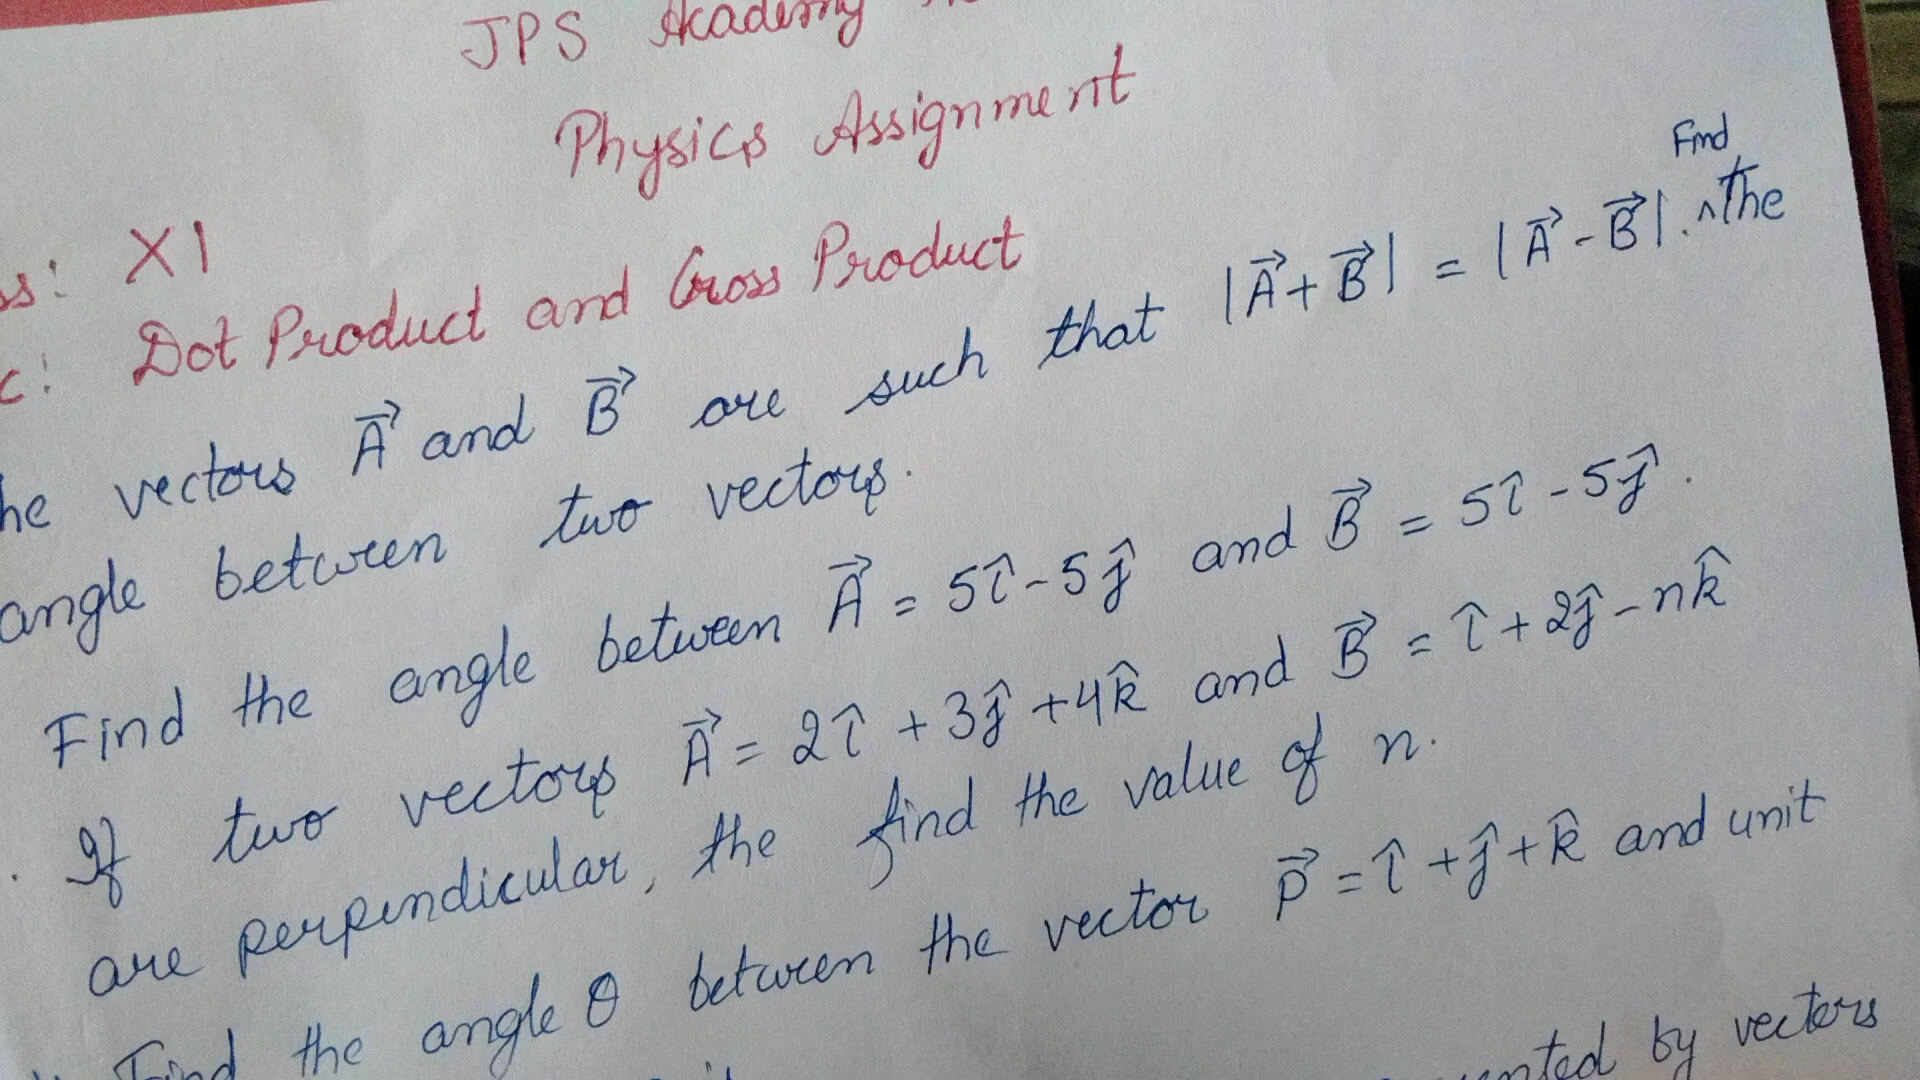 JPS Academy
Physics Assignment
XI
Dot Product and Cross Product
vectors A⃗ and B⃗ are such that |A⃗+B⃗| = |A⃗-B⃗|. ^Find The
angle between two vectors.
Find the angle between A⃗ = 5î-5ĵ and B⃗ = 5î-5ĵ.
If two vectors A⃗ = 2î+3ĵ+4k̂ and B⃗ = î+2ĵ-nk̂
are perpendicular, the find the value of n.
Find the angle θ between the vector P⃗ = î+ĵ+k̂ and unit
by vectors